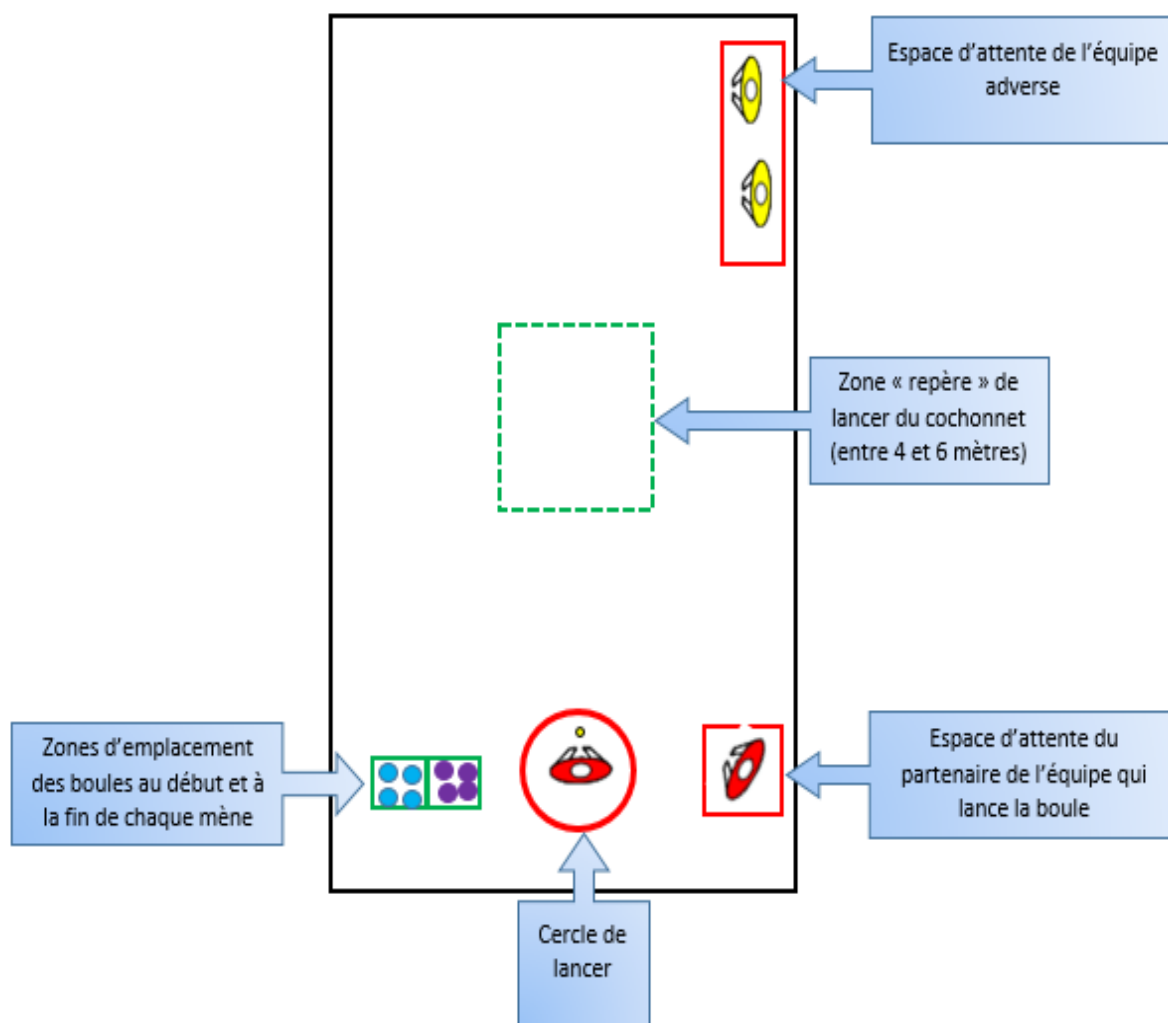 Espace d'attente de l'équipe
adverse
Zone « repère » de
lancer du cochonnet
(entre 4 et 6 mètres)
Zones d'emplacement
des boules au début et à
la fin de chaque mène
Espace d'attente du
partenaire de l'équipe qui
lance la boule
Cercle de
lancer